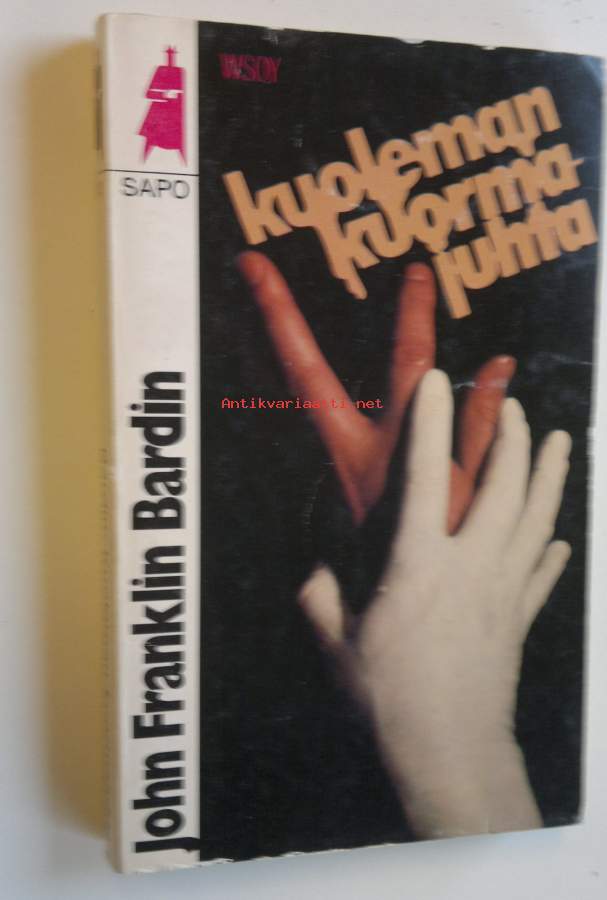 WSOY
SAPO
kuoleman
kuorma-
juhta
John Franklin Bardin
Antikvariaatti.net